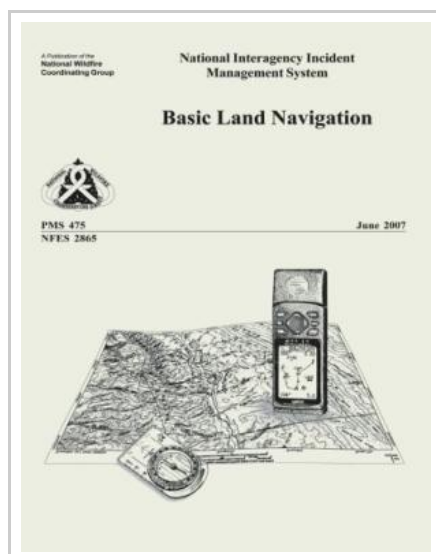 A Publication of the
National Wildfire
Coordinating Group
National Interagency Incident
Management System
Basic Land Navigation
PMS 475
June 2007
NFES 2865